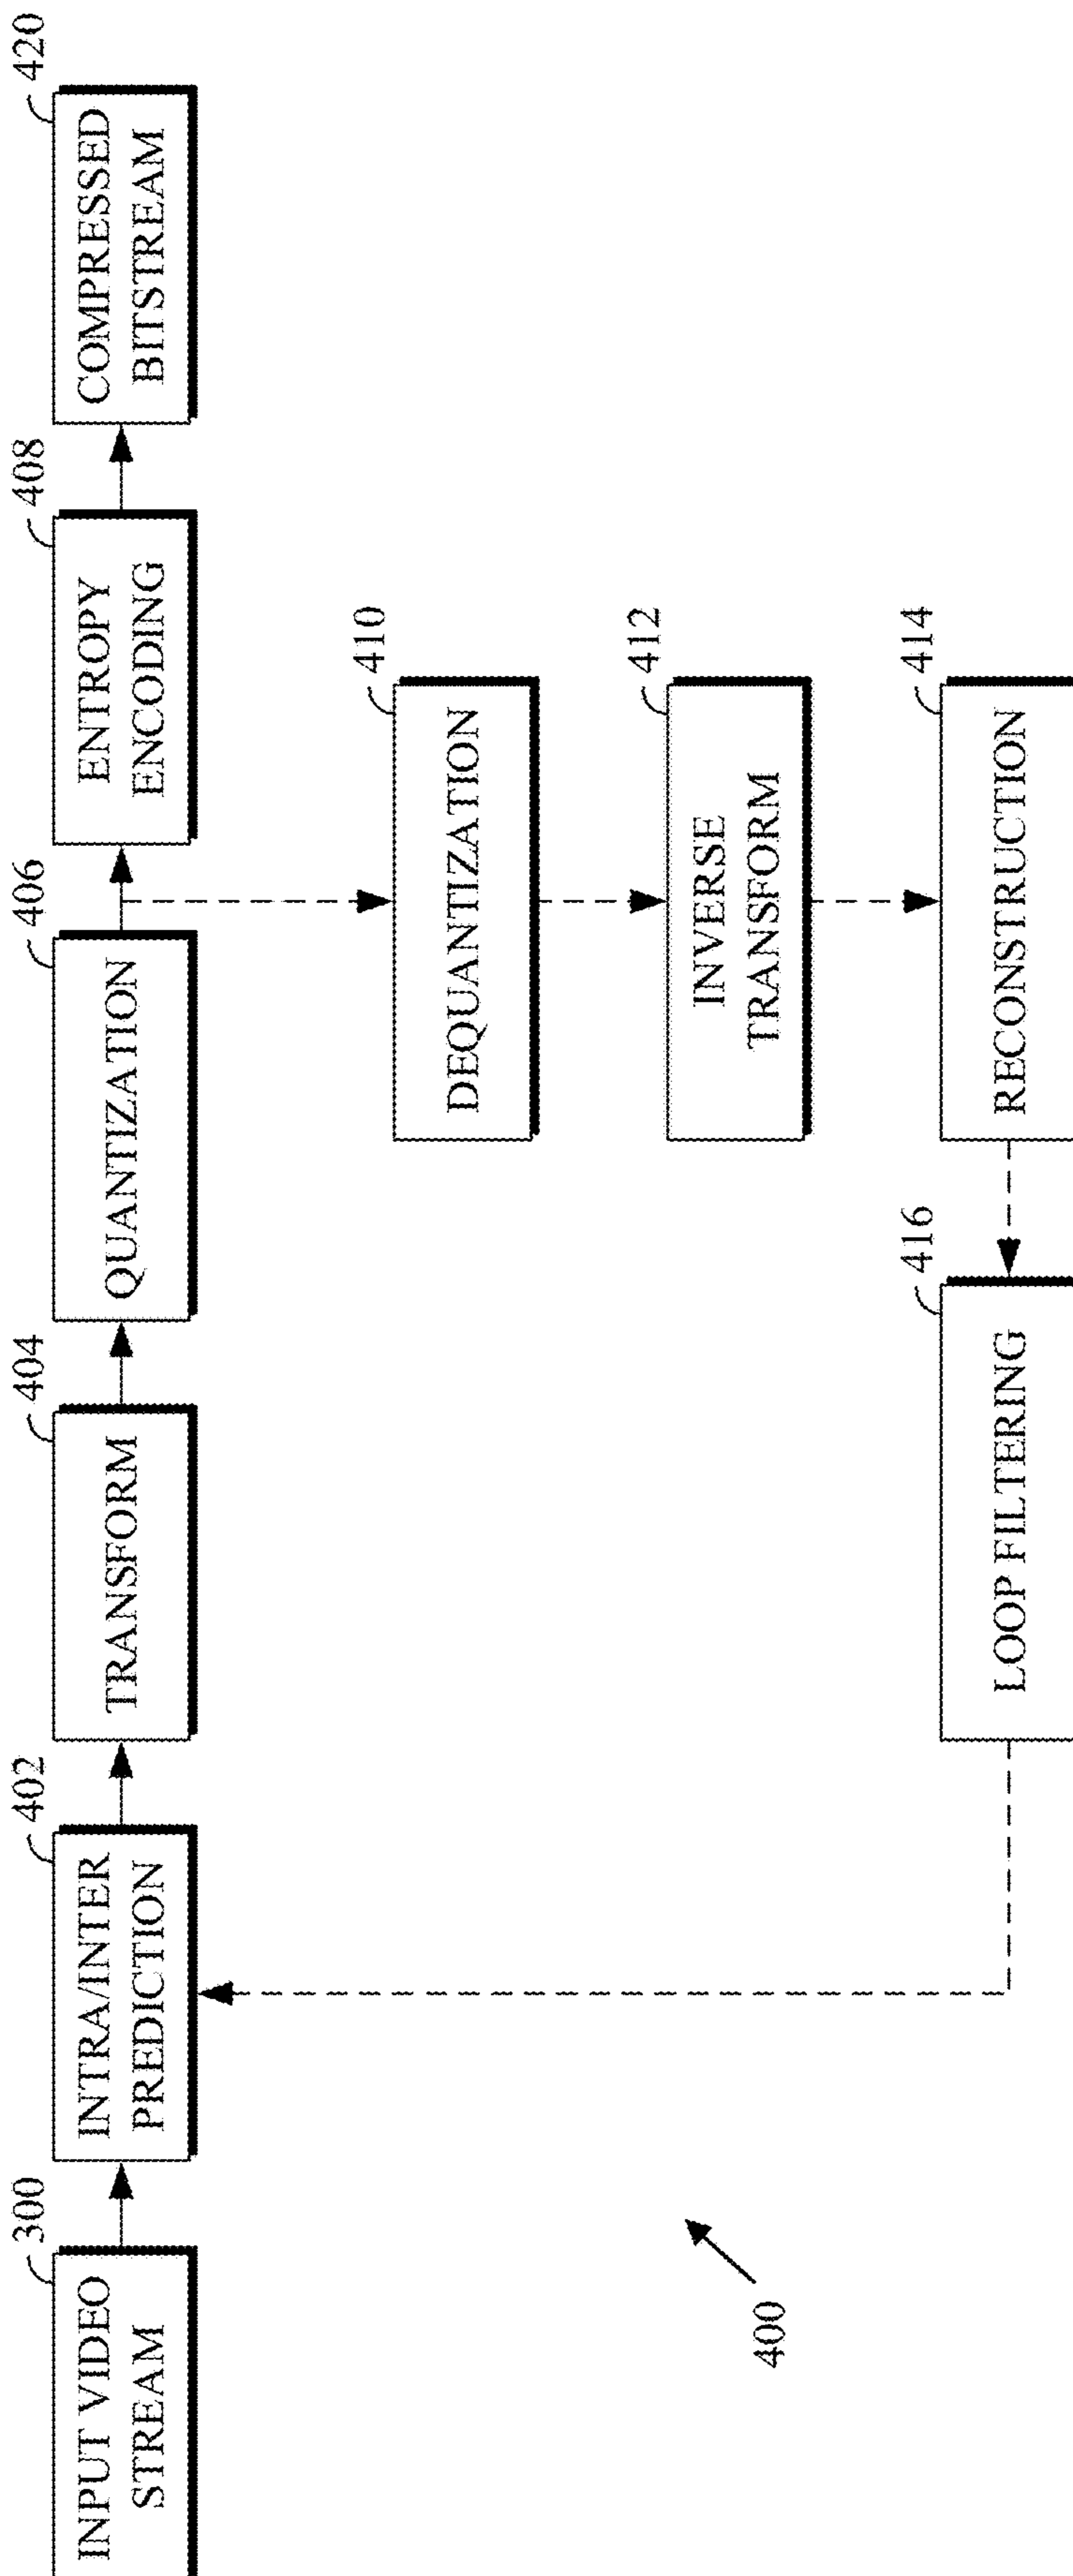 300
INPUT VIDEO
STREAM
402
INTRA/INTER
PREDICTION
404
TRANSFORM
406
QUANTIZATION
408
ENTROPY
ENCODING
420
COMPRESSED
BITSTREAM
410
DEQUANTIZATION
412
INVERSE
TRANSFORM
414
RECONSTRUCTION
416
LOOP FILTERING
400